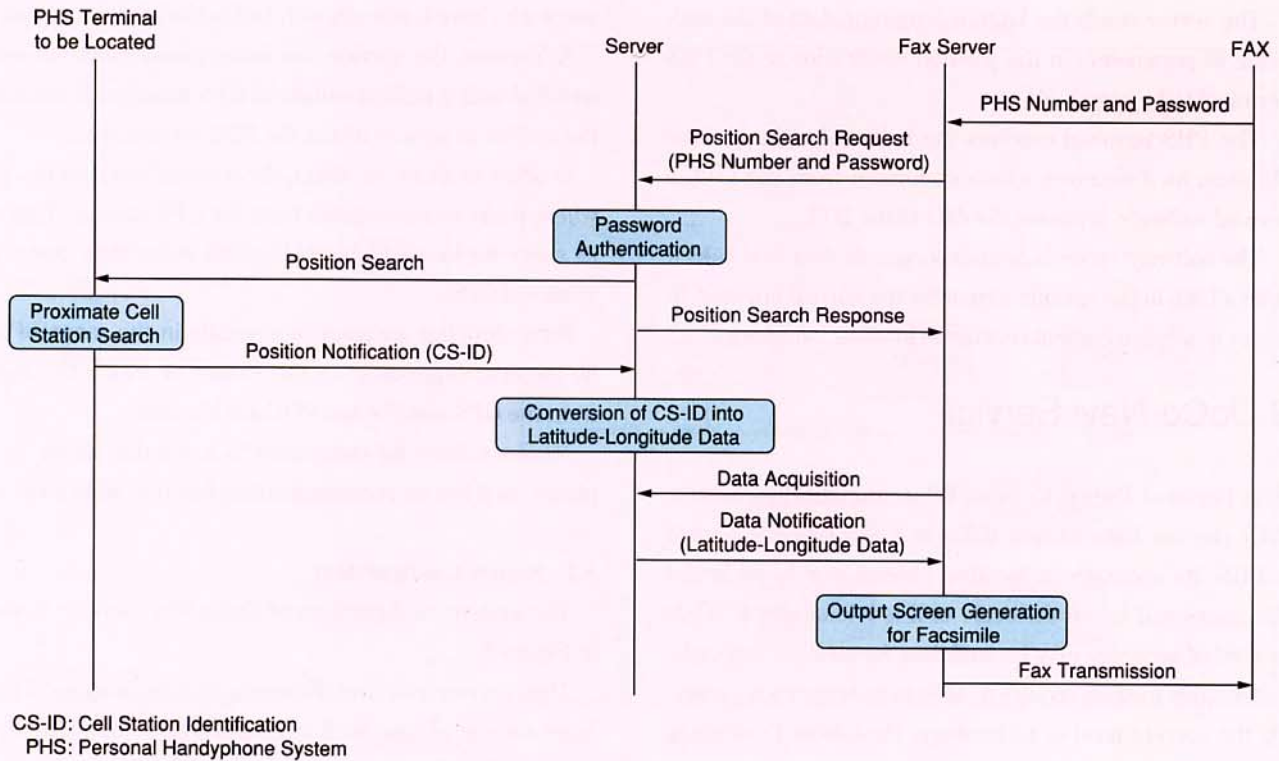 PHS Terminal
to be Located
Server
Fax Server
FAX
PHS Number and Password
Position Search Request
(PHS Number and Password)
Password
Authentication
Position Search
Proximate Cell
Station Search
Position Search Response
Position Notification (CS-ID)
Conversion of CS-ID into
Latitude-Longitude Data
Data Acquisition
Data Notification
(Latitude-Longitude Data)
Output Screen Generation
for Facsimile
Fax Transmission
CS-ID: Cell Station Identification
PHS: Personal Handyphone System